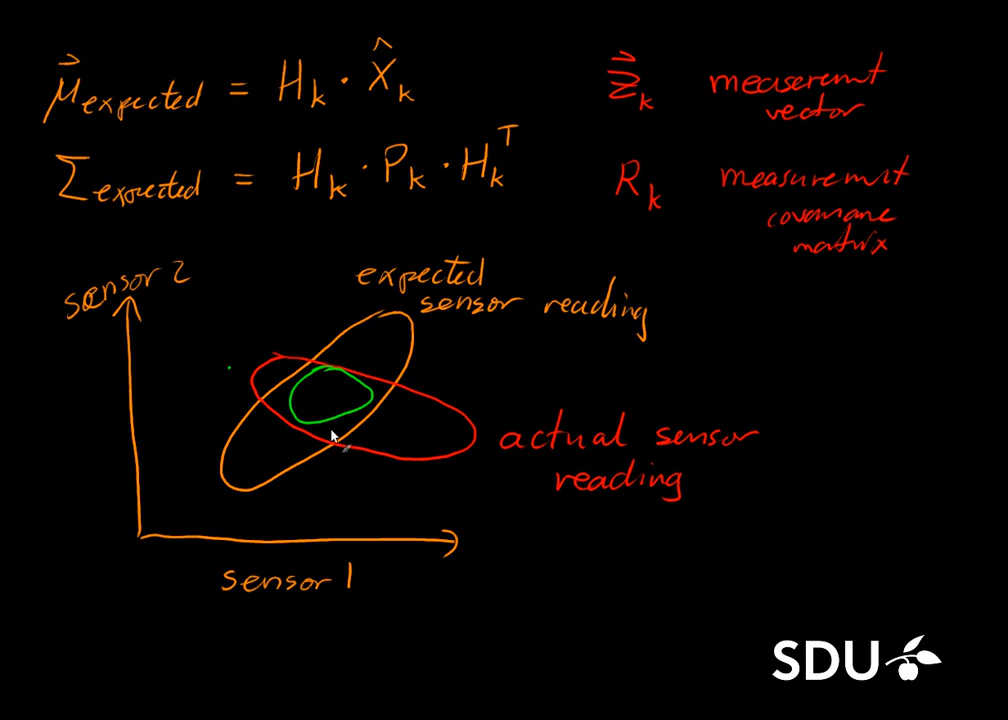 μ⃗expected = Hk · X̂k
Σexpected = Hk · Pk · Hkᵀ
z⃗k measuremt
vector
Rk measuremt
covariane
matrix
sensor 2
expected
sensor reading
actual sensor
reading
sensor 1
SDU